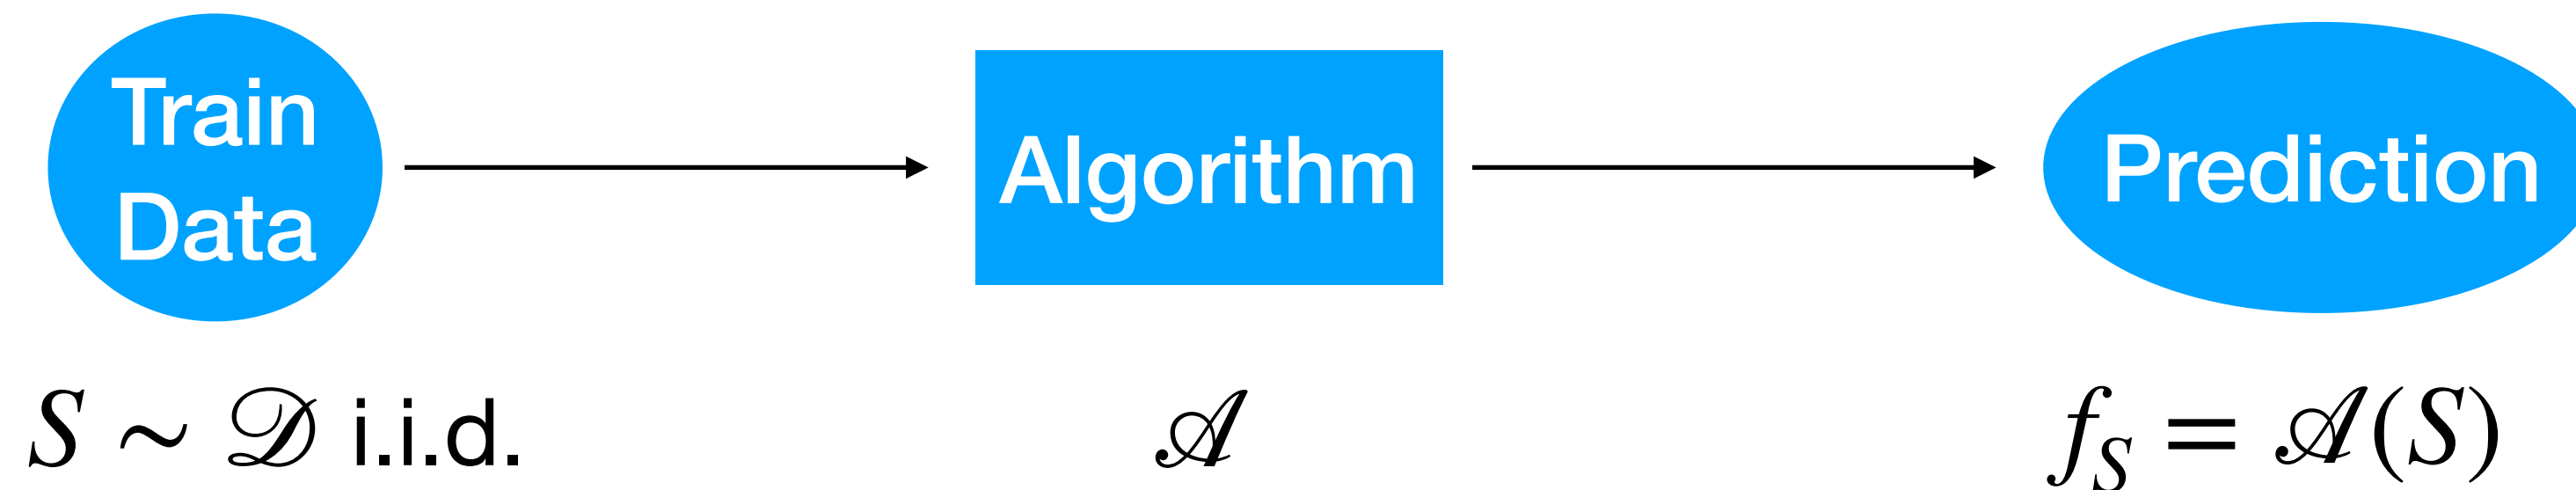 Train
Data
Algorithm
Prediction
S ~ 𝒟 i.i.d.
𝒜
f_S = 𝒜(S)